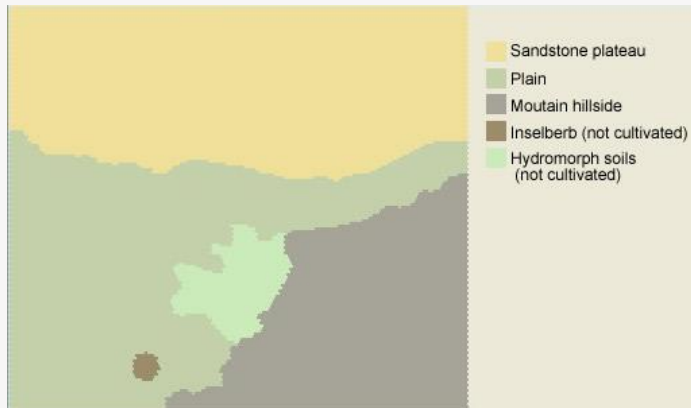 Sandstone plateau
Plain
Moutain hillside
Inselberb (not cultivated)
Hydromorph soils
(not cultivated)